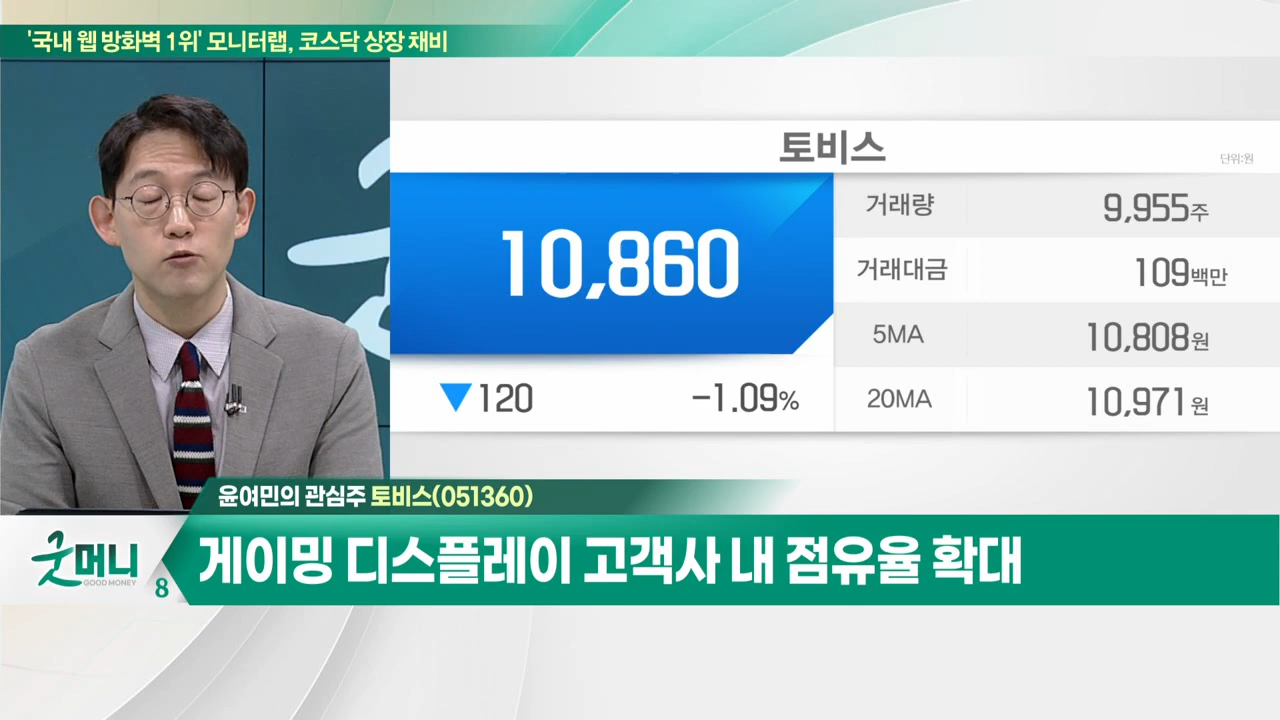 '국내 웹 방화벽 1위' 모니터랩, 코스닥 상장 채비
토비스
단위:원
10,860
▼120 -1.09%
거래량 9,955주
거래대금 109백만
5MA 10,808원
20MA 10,971원
윤여민의 관심주 토비스(051360)
굿머니
GOOD MONEY
8
게이밍 디스플레이 고객사 내 점유율 확대